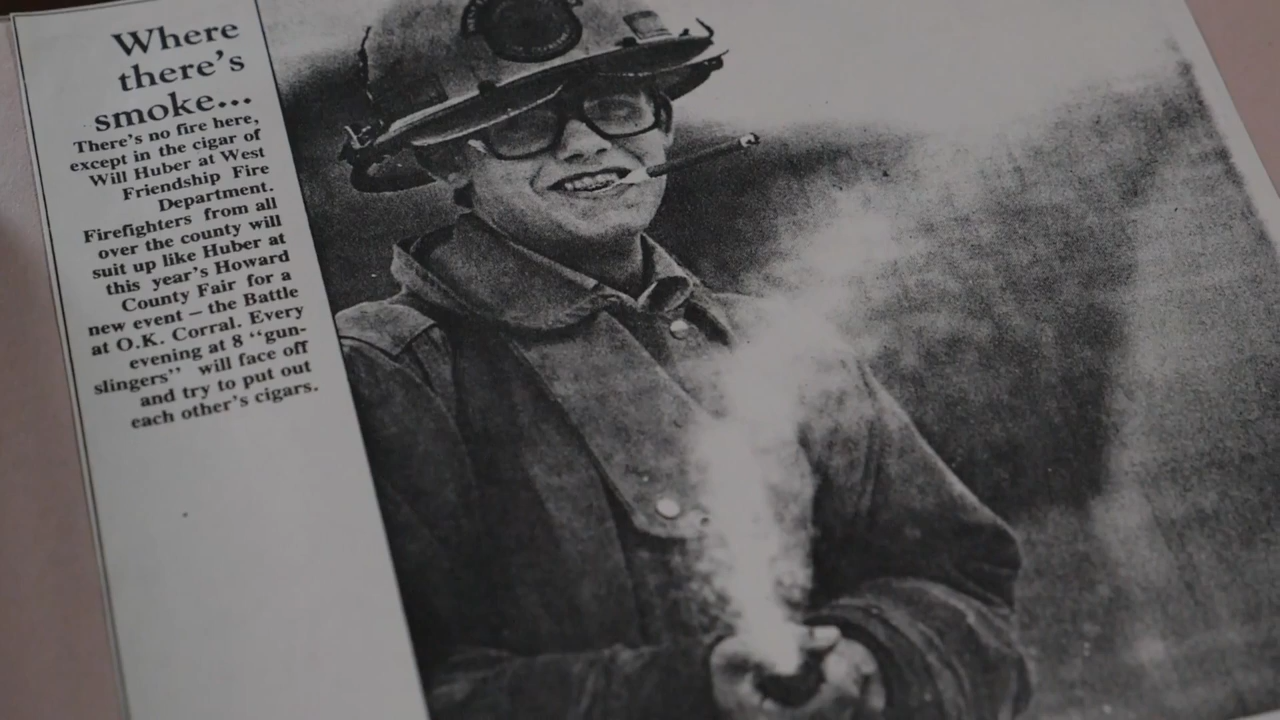 Where
there's
smoke...
There's no fire here,
except in the cigar of
Will Huber at West
Friendship Fire
Department.
Firefighters from all
over the county will
suit up like Huber at
this year's Howard
County Fair for a
new event – the Battle
at O.K. Corral. Every
evening at 8 “gun-
slingers” will face off
and try to put out
each other's cigars.